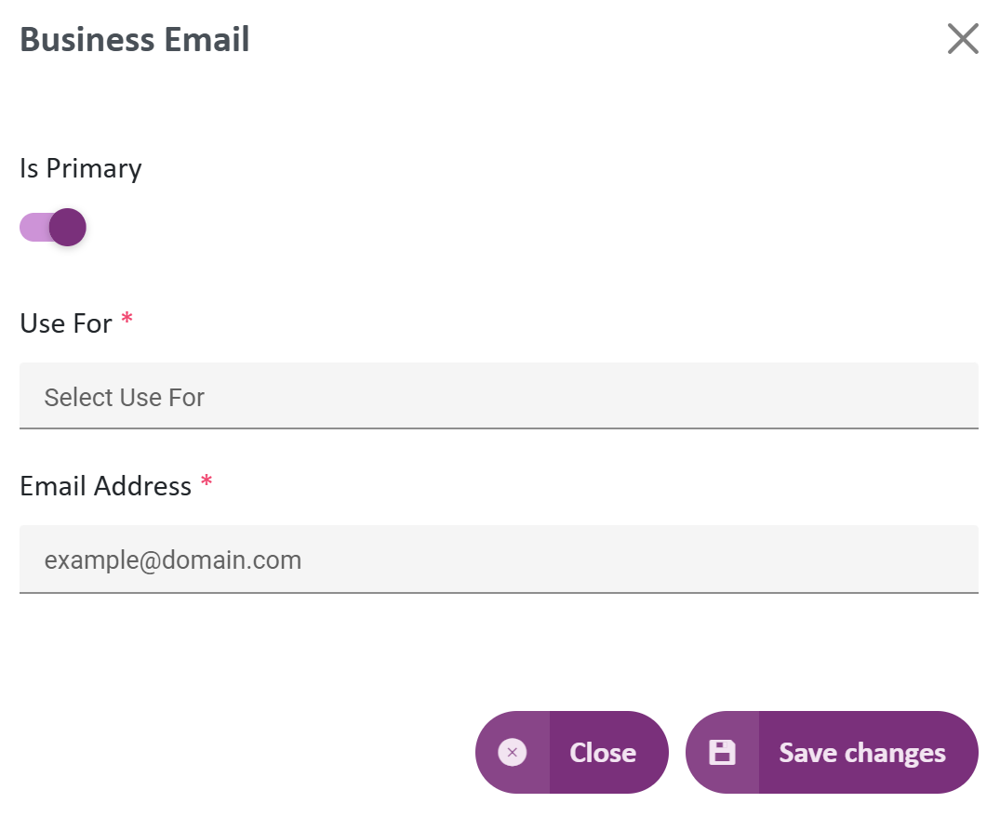 Business Email
Is Primary
Use For *
Select Use For
Email Address *
example@domain.com
Close
Save changes